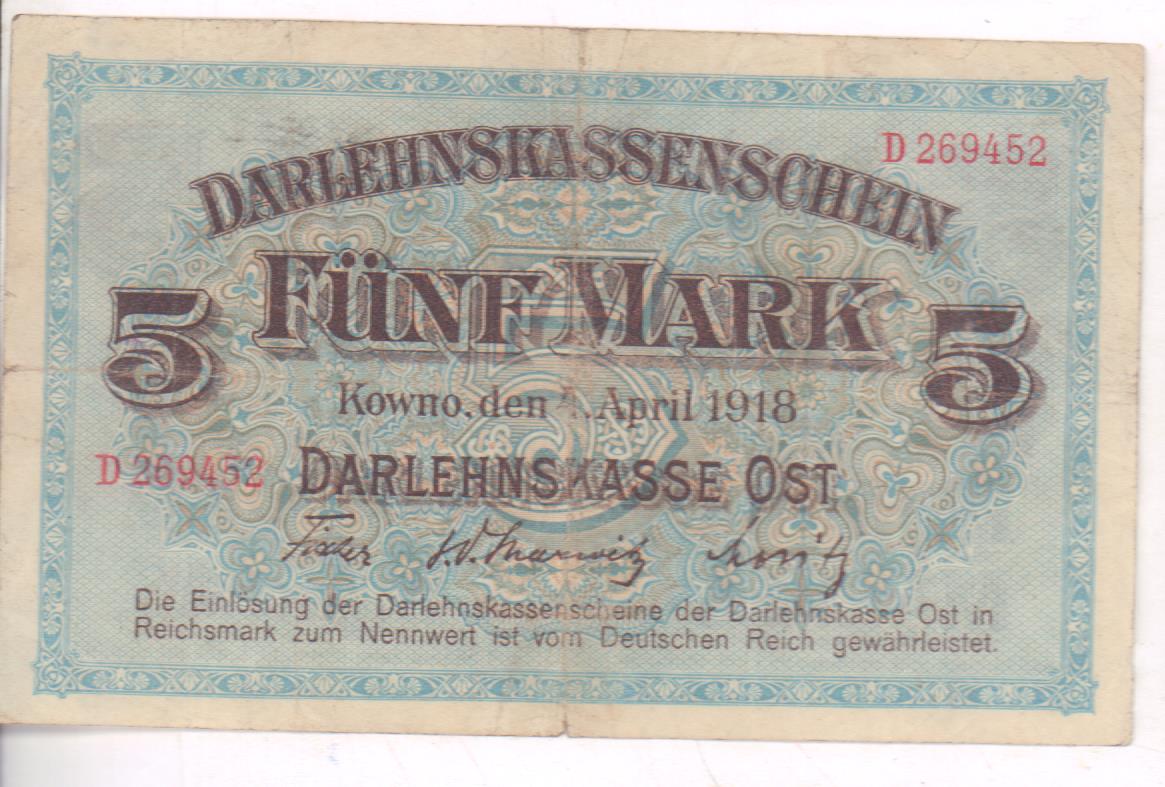 D 269452
DARLEHNSKASSENSCHEIN
FÜNF MARK
5 5
Kowno, den 4. April 1918
D 269452 DARLEHNSKASSE OST
Die Einlösung der Darlehnskassenscheine der Darlehnskasse Ost in
Reichsmark zum Nennwert ist vom Deutschen Reich gewährleistet.